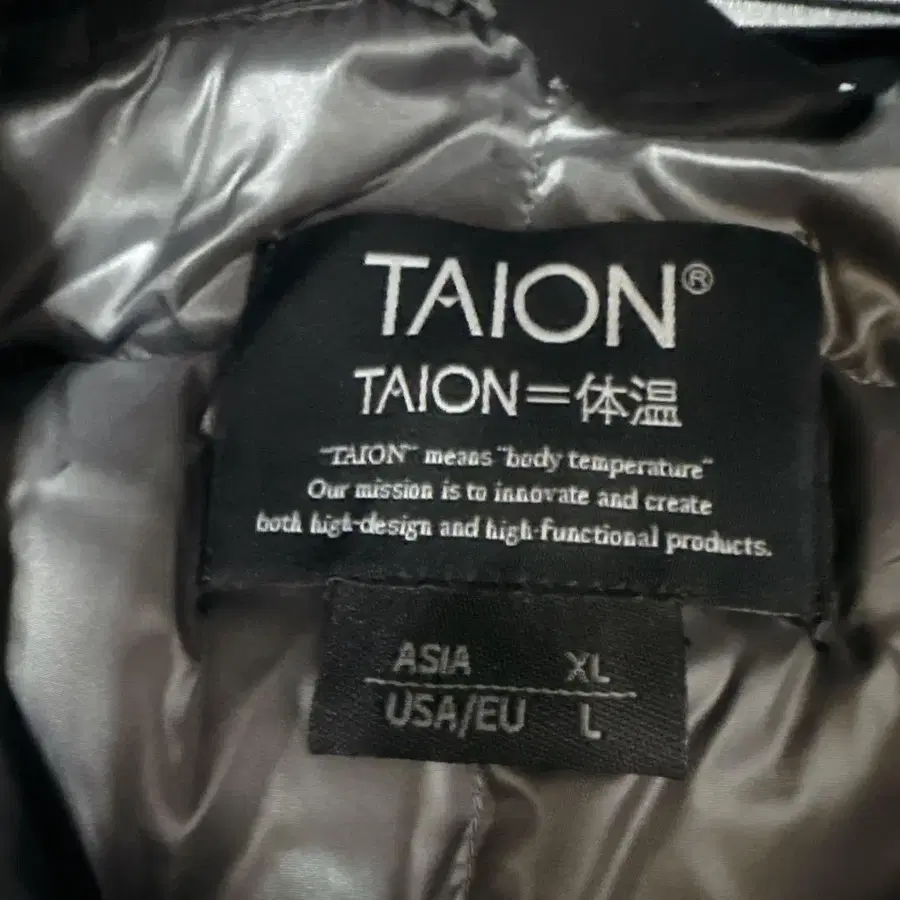 TAION®
TAION=体温
"TAION" means "body temperature"
Our mission is to innovate and create
both high-design and high-functional products.
ASIA XL
USA/EU L